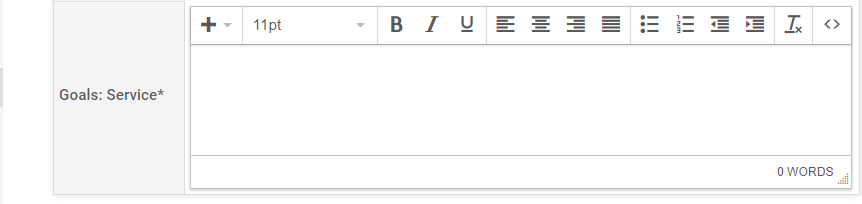 11pt B I U
Goals: Service*
0 WORDS